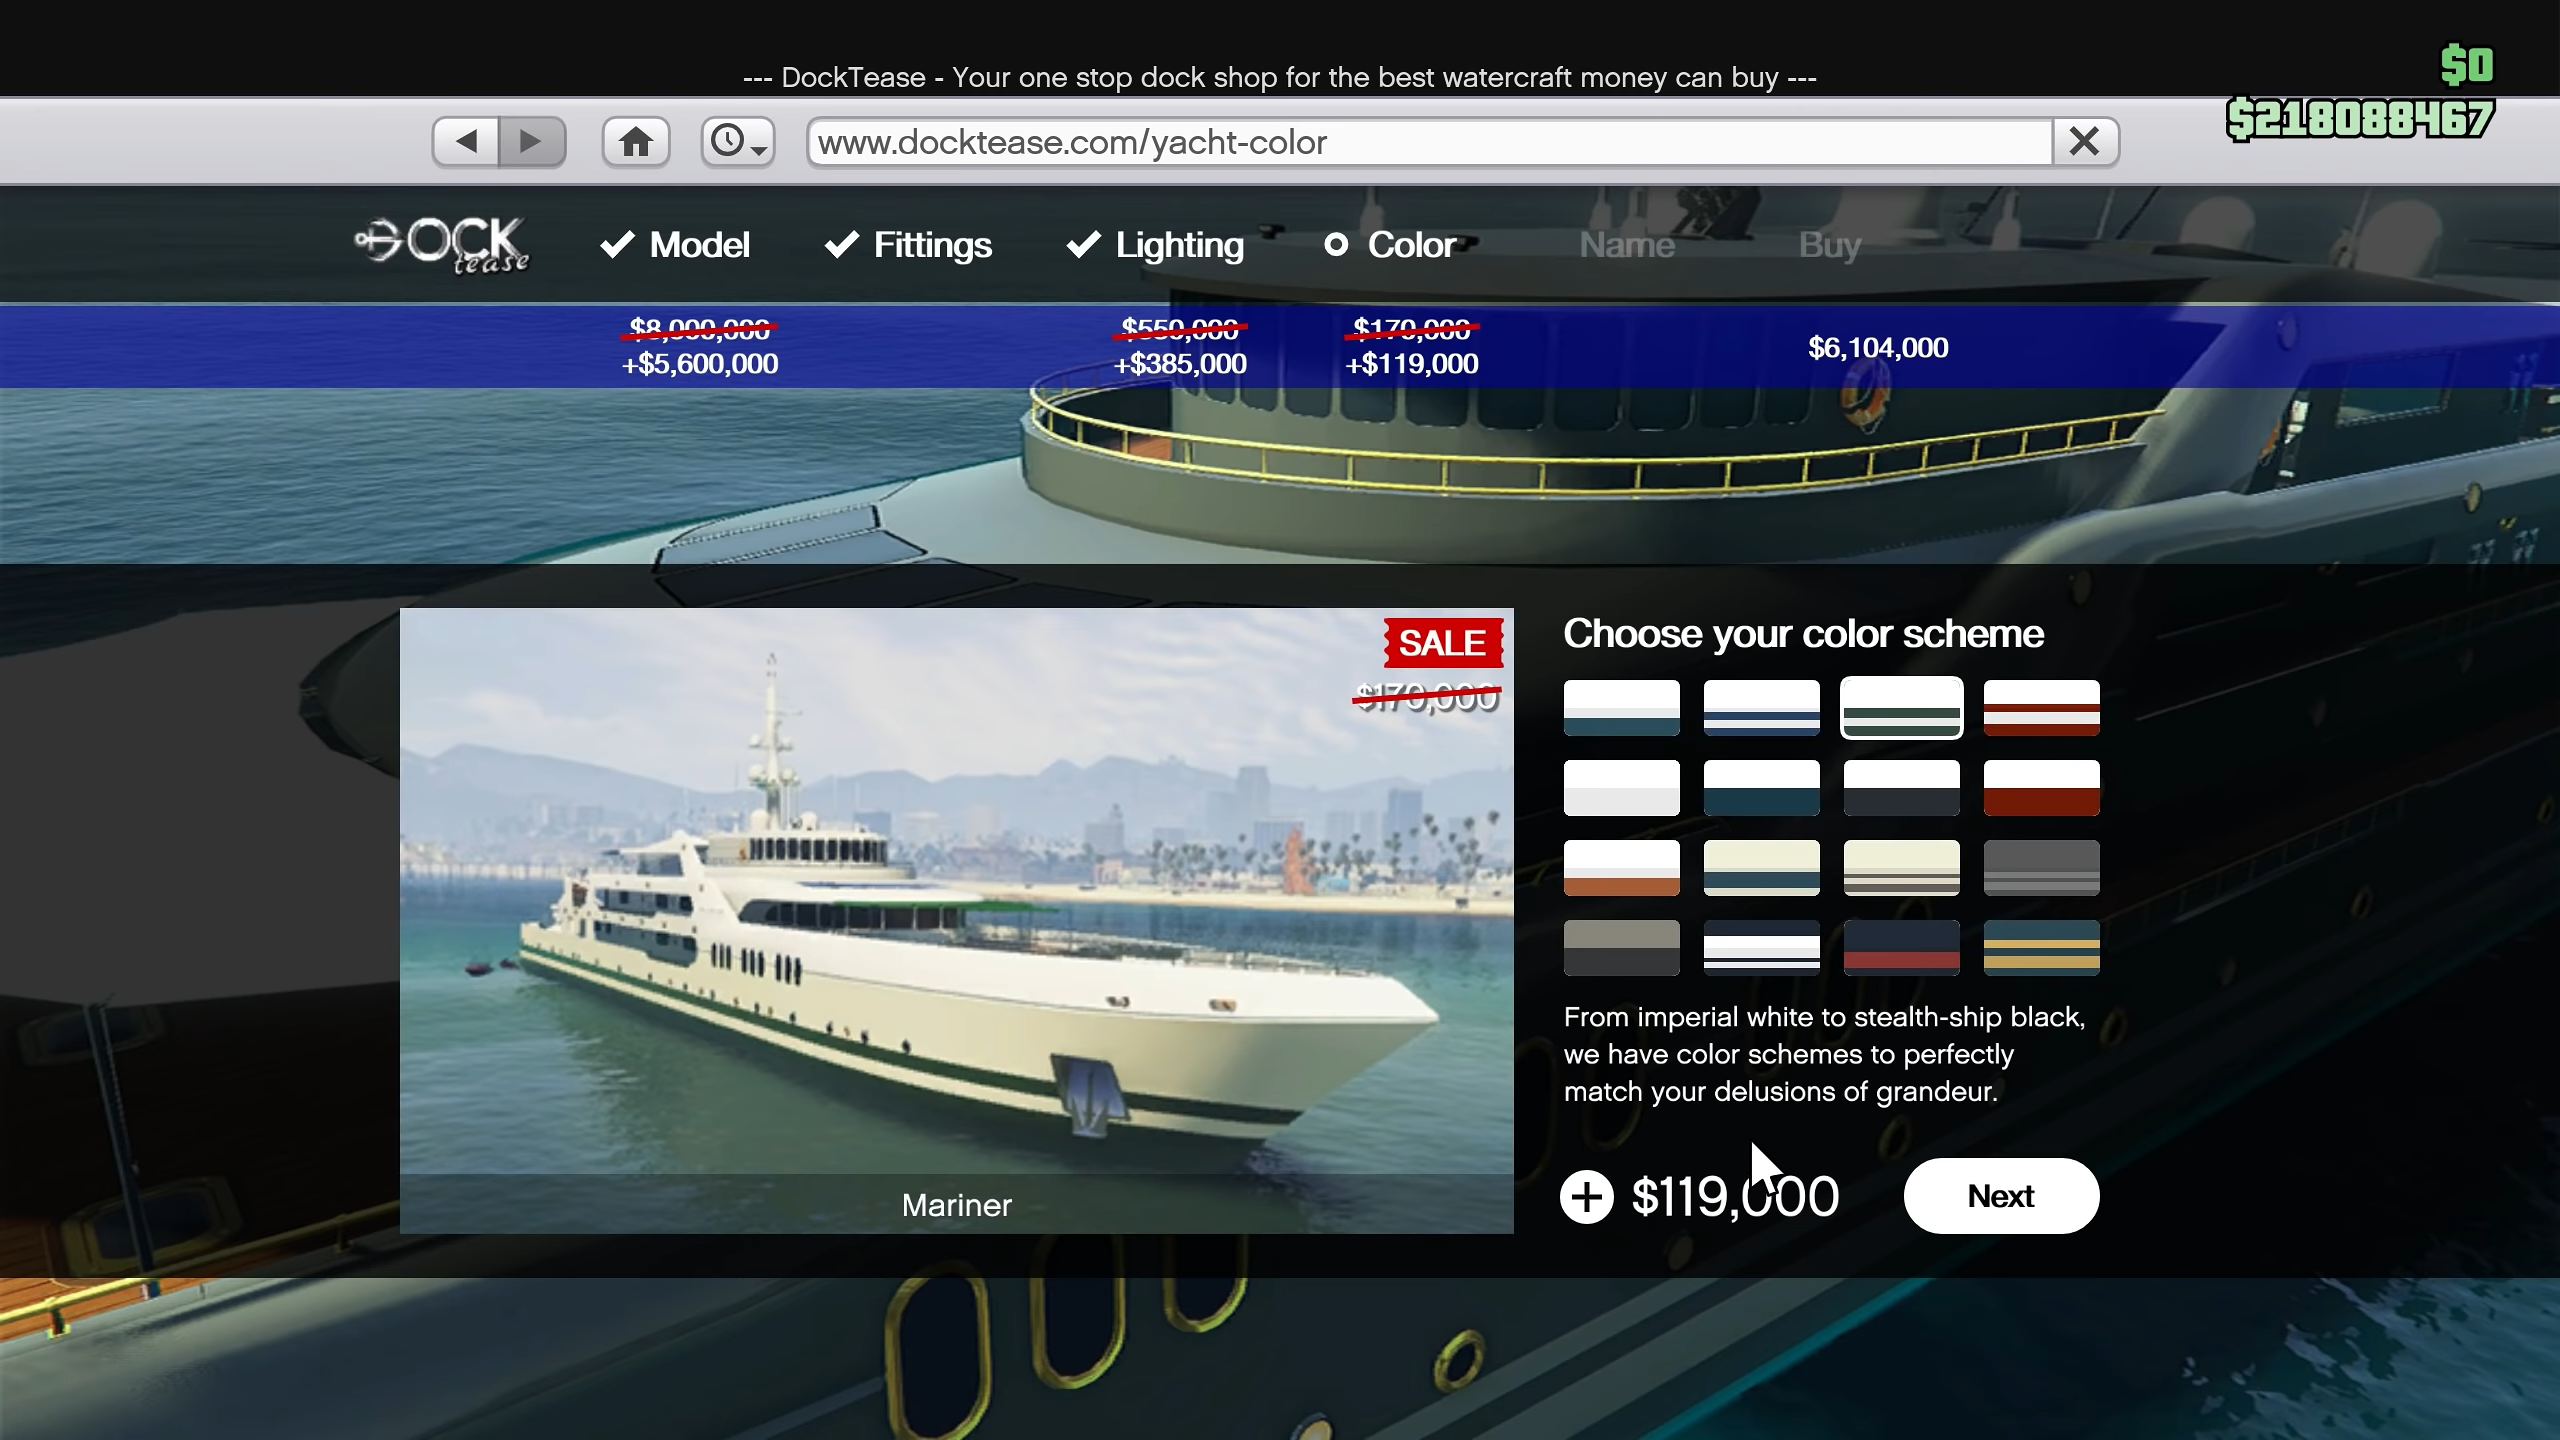 --- DockTease - Your one stop dock shop for the best watercraft money can buy ---
$0
$218088467
www.docktease.com/yacht-color
DOCK tease
Model
Fittings
Lighting
Color
Name
Buy
$8,000,000
$550,000
$170,000
+$5,600,000
+$385,000
+$119,000
$6,104,000
SALE
$170,000
Choose your color scheme
From imperial white to stealth-ship black,
we have color schemes to perfectly
match your delusions of grandeur.
$119,000
Next
Mariner